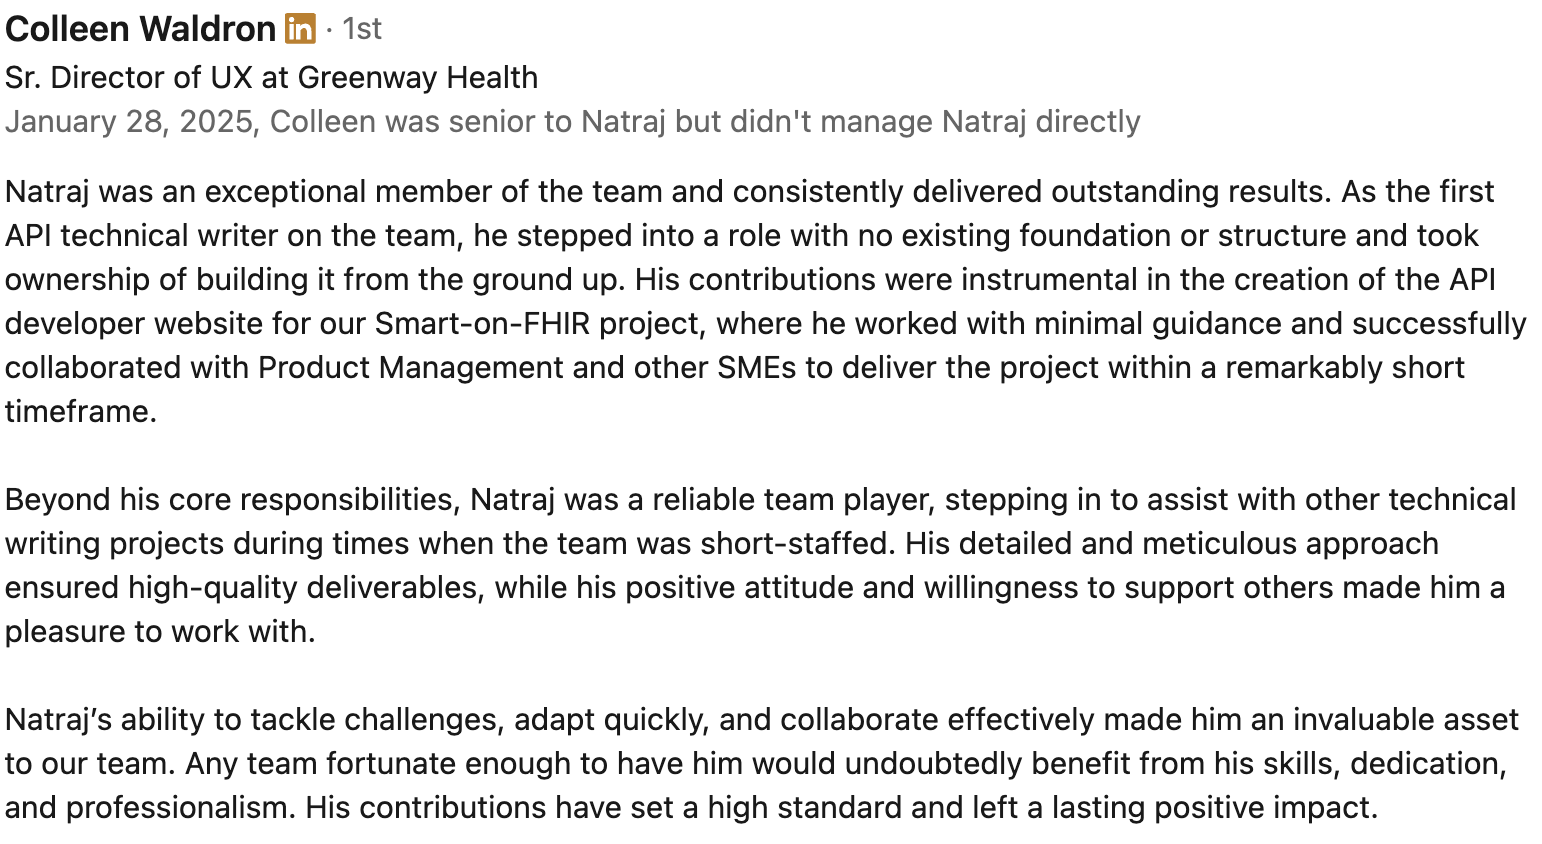 Colleen Waldron in · 1st
Sr. Director of UX at Greenway Health
January 28, 2025, Colleen was senior to Natraj but didn't manage Natraj directly
Natraj was an exceptional member of the team and consistently delivered outstanding results. As the first
API technical writer on the team, he stepped into a role with no existing foundation or structure and took
ownership of building it from the ground up. His contributions were instrumental in the creation of the API
developer website for our Smart-on-FHIR project, where he worked with minimal guidance and successfully
collaborated with Product Management and other SMEs to deliver the project within a remarkably short
timeframe.
Beyond his core responsibilities, Natraj was a reliable team player, stepping in to assist with other technical
writing projects during times when the team was short-staffed. His detailed and meticulous approach
ensured high-quality deliverables, while his positive attitude and willingness to support others made him a
pleasure to work with.
Natraj’s ability to tackle challenges, adapt quickly, and collaborate effectively made him an invaluable asset
to our team. Any team fortunate enough to have him would undoubtedly benefit from his skills, dedication,
and professionalism. His contributions have set a high standard and left a lasting positive impact.